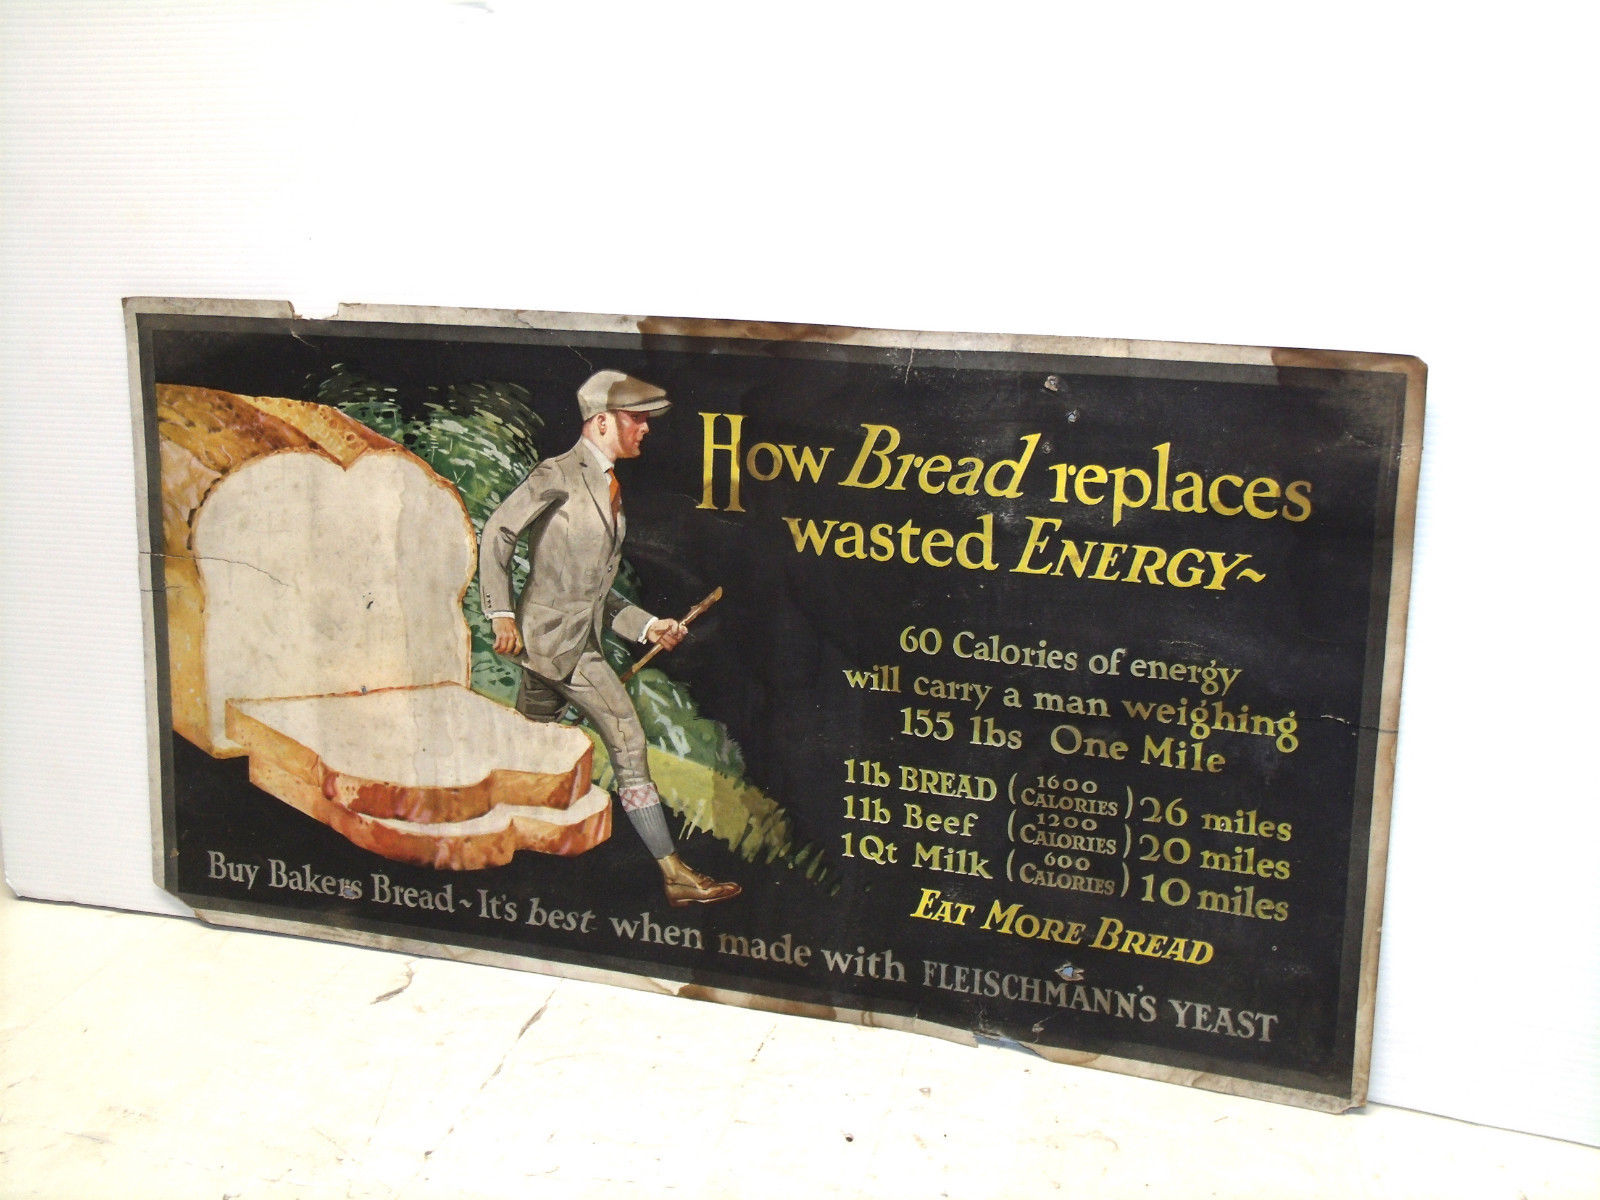 How Bread replaces
wasted ENERGY~
60 Calories of energy
will carry a man weighing
155 lbs One Mile
1lb BREAD (1600 CALORIES) 26 miles
1lb Beef (1200 CALORIES) 20 miles
1Qt Milk (600 CALORIES) 10 miles
EAT MORE BREAD
Buy Bakers Bread ~ It's best when made with FLEISCHMANN'S YEAST